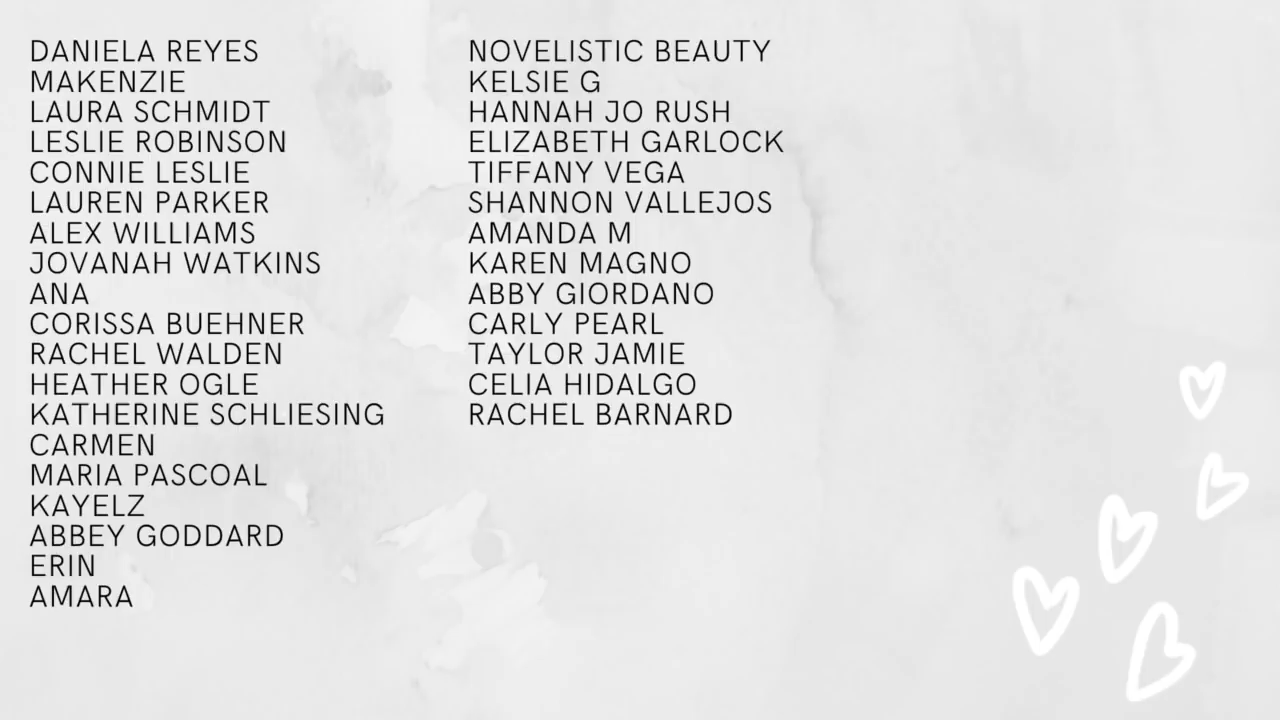 DANIELA REYES
MAKENZIE
LAURA SCHMIDT
LESLIE ROBINSON
CONNIE LESLIE
LAUREN PARKER
ALEX WILLIAMS
JOVANAH WATKINS
ANA
CORISSA BUEHNER
RACHEL WALDEN
HEATHER OGLE
KATHERINE SCHLIESING
CARMEN
MARIA PASCOAL
KAYELZ
ABBEY GODDARD
ERIN
AMARA
NOVELISTIC BEAUTY
KELSIE G
HANNAH JO RUSH
ELIZABETH GARLOCK
TIFFANY VEGA
SHANNON VALLEJOS
AMANDA M
KAREN MAGNO
ABBY GIORDANO
CARLY PEARL
TAYLOR JAMIE
CELIA HIDALGO
RACHEL BARNARD